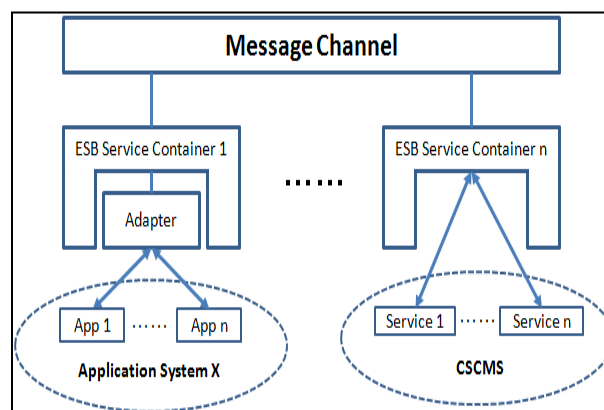 Message Channel
ESB Service Container 1
ESB Service Container n
......
Adapter
App 1 ...... App n
Service 1 ...... Service n
Application System X
CSCMS